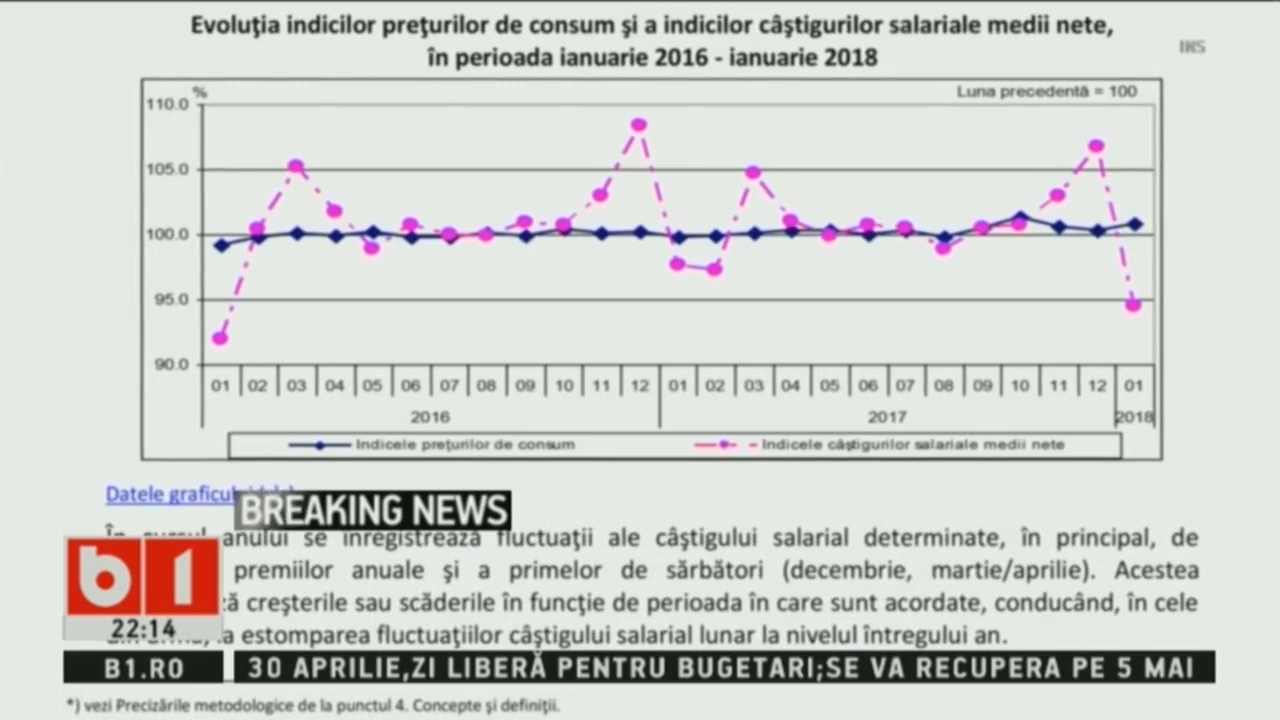 Evoluţia indicilor preţurilor de consum şi a indicilor câştigurilor salariale medii nete,
în perioada ianuarie 2016 - ianuarie 2018
INS
%
Luna precedentă = 100
110.0
105.0
100.0
95.0
90.0
01 02 03 04 05 06 07 08 09 10 11 12 01 02 03 04 05 06 07 08 09 10 11 12 01
2016 2017 2018
Indicele preţurilor de consum Indicele câştigurilor salariale medii nete
Datele graficului
BREAKING NEWS
În cursul anului se înregistrează fluctuaţii ale câştigului salarial determinate, în principal, de
premiilor anuale şi a primelor de sărbători (decembrie, martie/aprilie). Acestea
ză creşterile sau scăderile în funcţie de perioada în care sunt acordate, conducând, în cele
din urmă, la estomparea fluctuaţiilor câştigului salarial lunar la nivelul întregului an.
b1
22:14
B1.RO
30 APRILIE,ZI LIBERĂ PENTRU BUGETARI;SE VA RECUPERA PE 5 MAI
*) vezi Precizările metodologice de la punctul 4. Concepte şi definiţii.